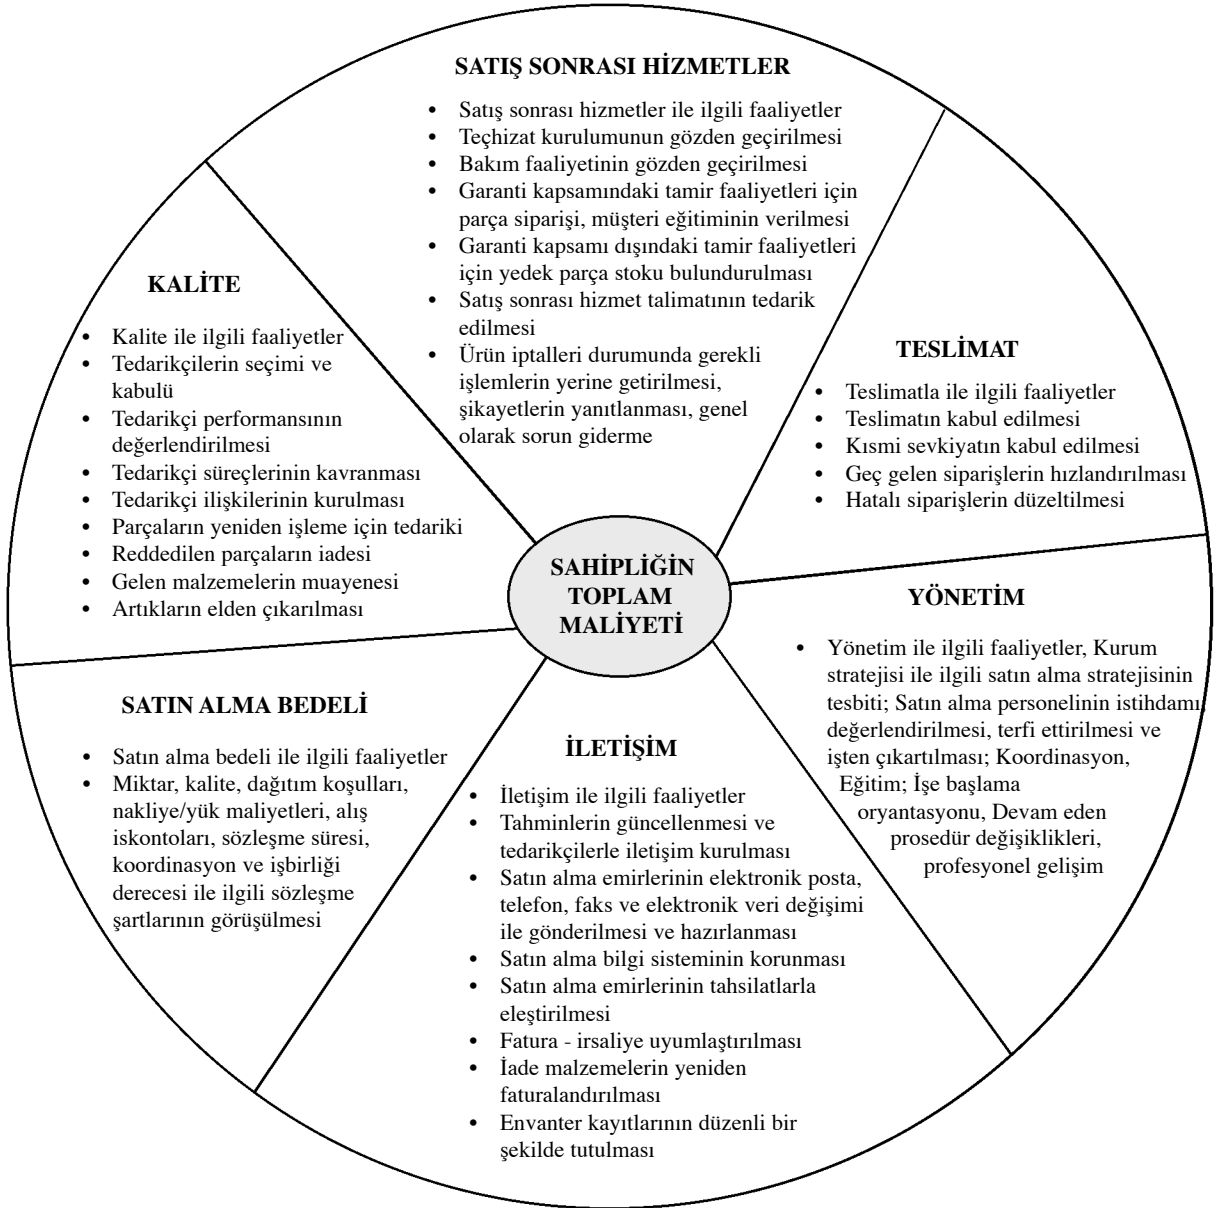 SATIŞ SONRASI HİZMETLER
• Satış sonrası hizmetler ile ilgili faaliyetler
• Teçhizat kurulumunun gözden geçirilmesi
• Bakım faaliyetinin gözden geçirilmesi
• Garanti kapsamındaki tamir faaliyetleri için
parça siparişi, müşteri eğitiminin verilmesi
• Garanti kapsamı dışındaki tamir faaliyetleri
için yedek parça stoku bulundurulması
• Satış sonrası hizmet talimatının tedarik
edilmesi
• Ürün iptalleri durumunda gerekli
işlemlerin yerine getirilmesi,
şikayetlerin yanıtlanması, genel
olarak sorun giderme
KALİTE
• Kalite ile ilgili faaliyetler
• Tedarikçilerin seçimi ve
kabulü
• Tedarikçi performansının
değerlendirilmesi
• Tedarikçi süreçlerinin kavranması
• Tedarikçi ilişkilerinin kurulması
• Parçaların yeniden işleme için tedariki
• Reddedilen parçaların iadesi
• Gelen malzemelerin muayenesi
• Artıkların elden çıkarılması
TESLİMAT
• Teslimatla ile ilgili faaliyetler
• Teslimatın kabul edilmesi
• Kısmi sevkiyatın kabul edilmesi
• Geç gelen siparişlerin hızlandırılması
• Hatalı siparişlerin düzeltilmesi
SAHİPLİĞİN
TOPLAM
MALİYETİ
YÖNETİM
• Yönetim ile ilgili faaliyetler, Kurum
stratejisi ile ilgili satın alma stratejisinin
tesbiti; Satın alma personelinin istihdamı,
değerlendirilmesi, terfi ettirilmesi ve
işten çıkartılması; Koordinasyon,
Eğitim; İşe başlama
oryantasyonu, Devam eden
prosedür değişiklikleri,
profesyonel gelişim
SATIN ALMA BEDELİ
• Satın alma bedeli ile ilgili faaliyetler
• Miktar, kalite, dağıtım koşulları,
nakliye/yük maliyetleri, alış
iskontoları, sözleşme süresi,
koordinasyon ve işbirliği
derecesi ile ilgili sözleşme
şartlarının görüşülmesi
İLETİŞİM
• İletişim ile ilgili faaliyetler
• Tahminlerin güncellenmesi ve
tedarikçilerle iletişim kurulması
• Satın alma emirlerinin elektronik posta,
telefon, faks ve elektronik veri değişimi
ile gönderilmesi ve hazırlanması
• Satın alma bilgi sisteminin korunması
• Satın alma emirlerinin tahsilatlarla
eleştirilmesi
• Fatura - irsaliye uyumlaştırılması
• İade malzemelerin yeniden
faturalandırılması
• Envanter kayıtlarının düzenli bir
şekilde tutulması